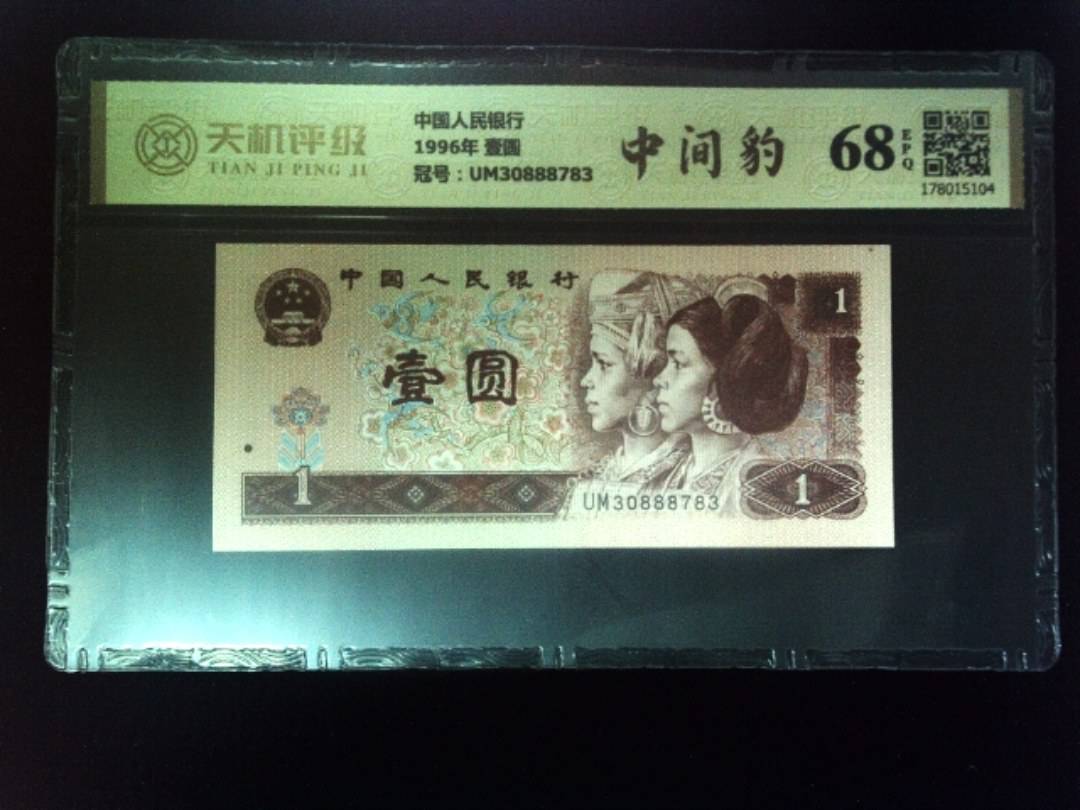 天机评级
TIAN JI PING JI
中国人民银行
1996年 壹圆
冠号：UM30888783
中间豹
68
EPQ
178015104
中国人民银行
1
壹圆
1
UM30888783
1